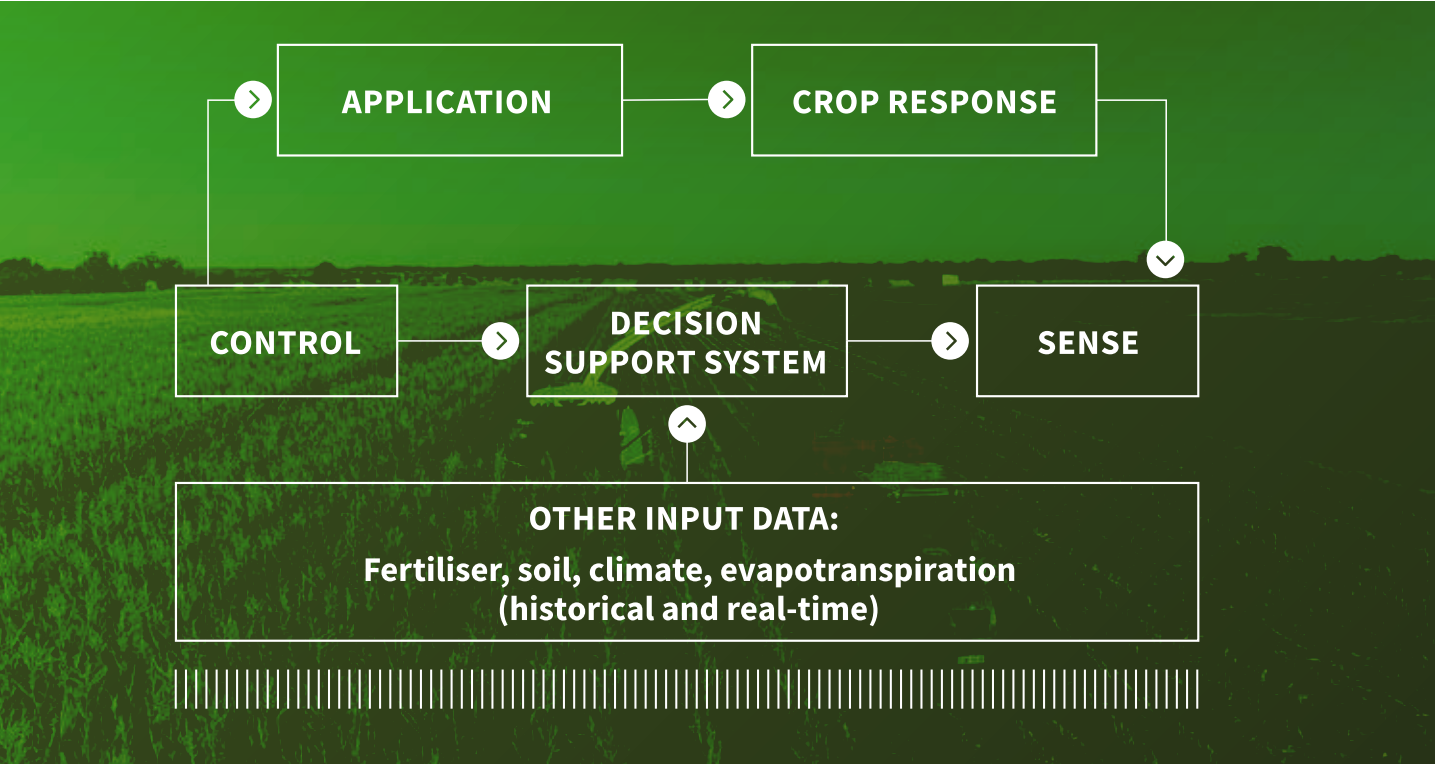 APPLICATION
CROP RESPONSE
CONTROL
DECISION
SUPPORT SYSTEM
SENSE
OTHER INPUT DATA:
Fertiliser, soil, climate, evapotranspiration
(historical and real-time)